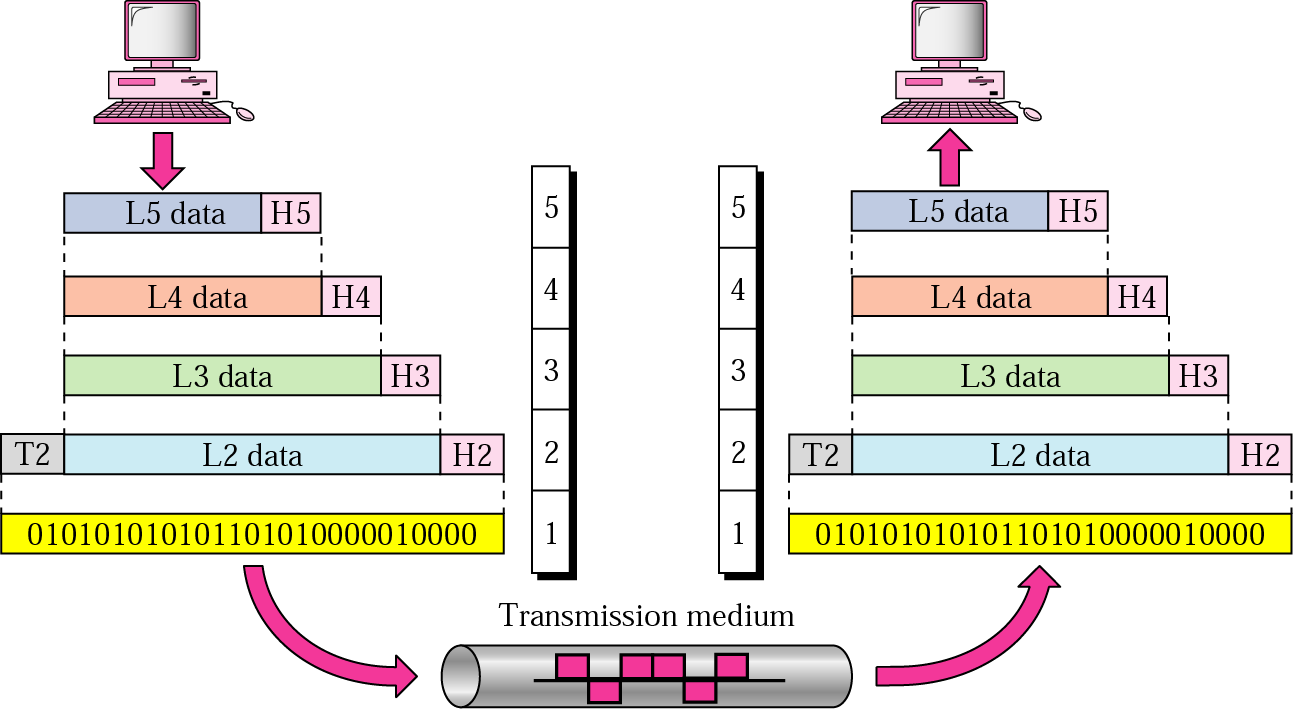 L5 data H5
L4 data H4
L3 data H3
T2 L2 data H2
010101010101101010000010000
5
4
3
2
1
5
4
3
2
1
L5 data H5
L4 data H4
L3 data H3
T2 L2 data H2
010101010101101010000010000
Transmission medium